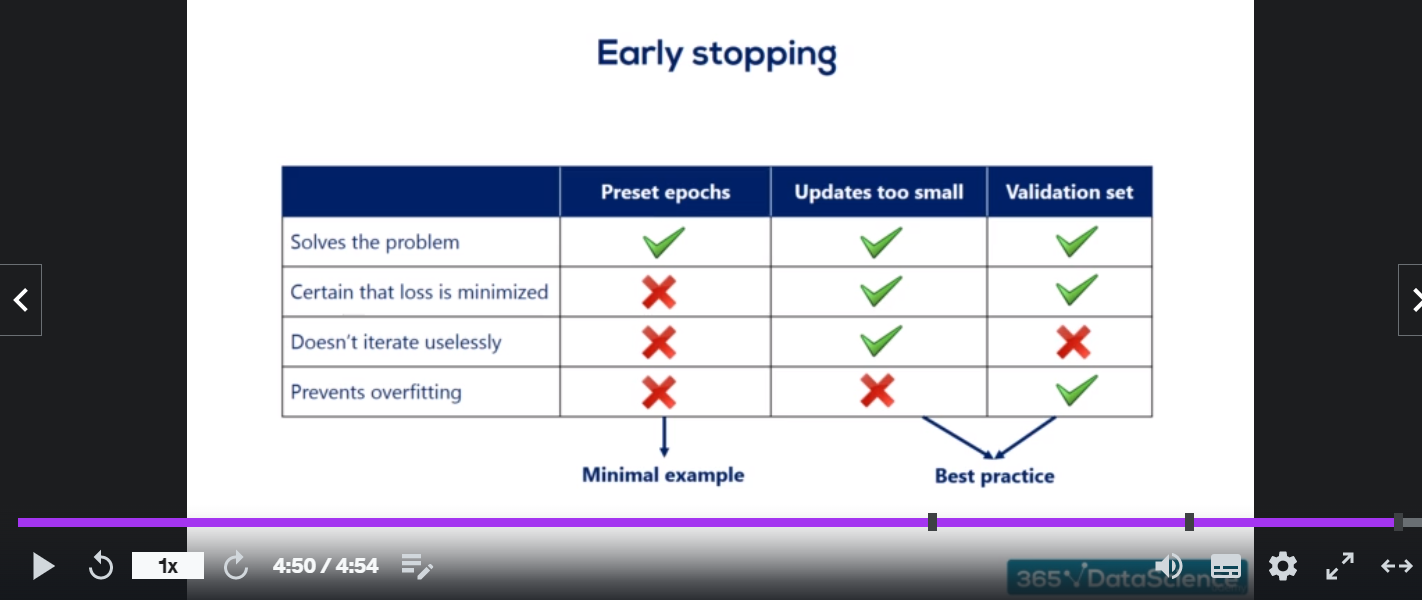 Early stopping
Preset epochs Updates too small Validation set
Solves the problem
Certain that loss is minimized
Doesn't iterate uselessly
Prevents overfitting
Minimal example Best practice
1x 4:50 / 4:54
365 DataScience